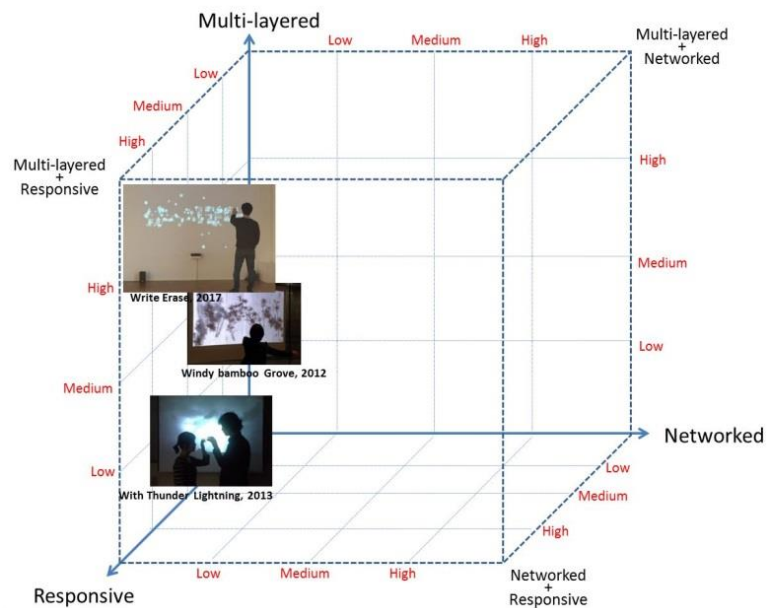 Multi-layered
Low
Medium
High
Multi-layered
+
Networked
Low
Medium
High
Multi-layered
+
Responsive
High
Medium
Low
High
Medium
Low
Write Erase, 2017
Windy bamboo Grove, 2012
With Thunder Lightning, 2013
Networked
Low
Medium
High
Low
Medium
High
Responsive
Networked
+
Responsive